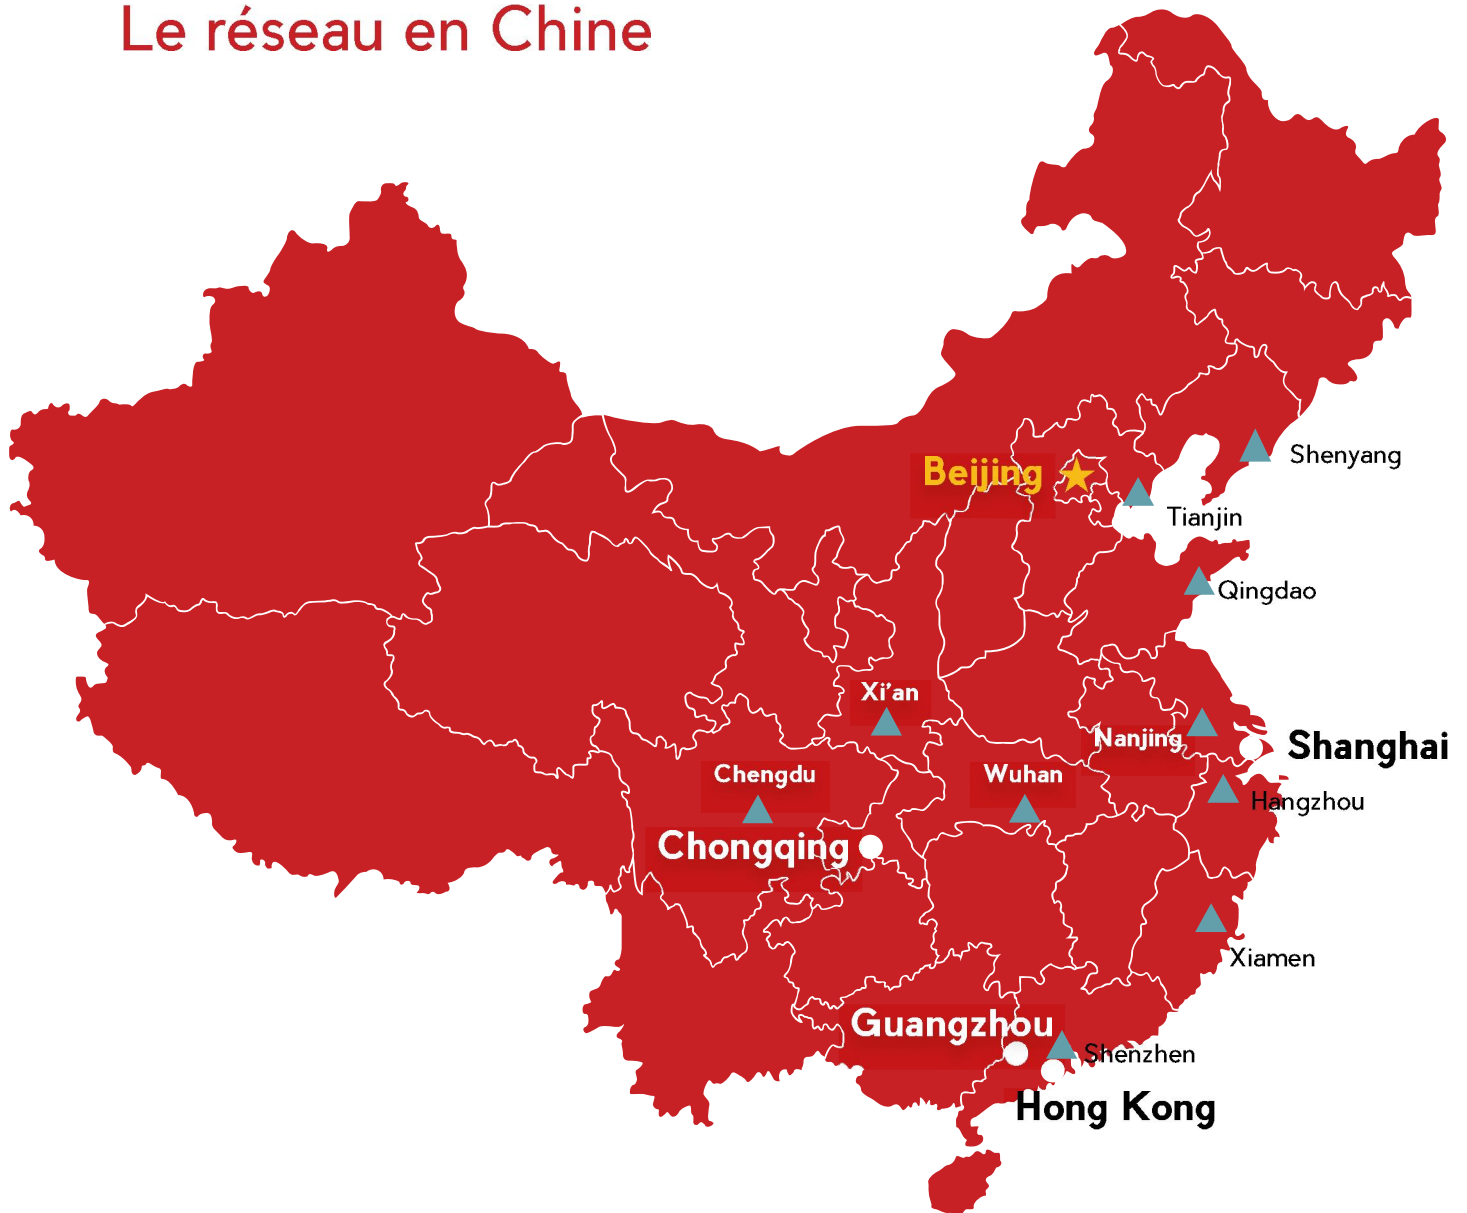 Le réseau en Chine
Beijing
Shenyang
Tianjin
Qingdao
Xi'an
Nanjing
Shanghai
Chengdu
Wuhan
Hangzhou
Chongqing
Xiamen
Guangzhou
Shenzhen
Hong Kong